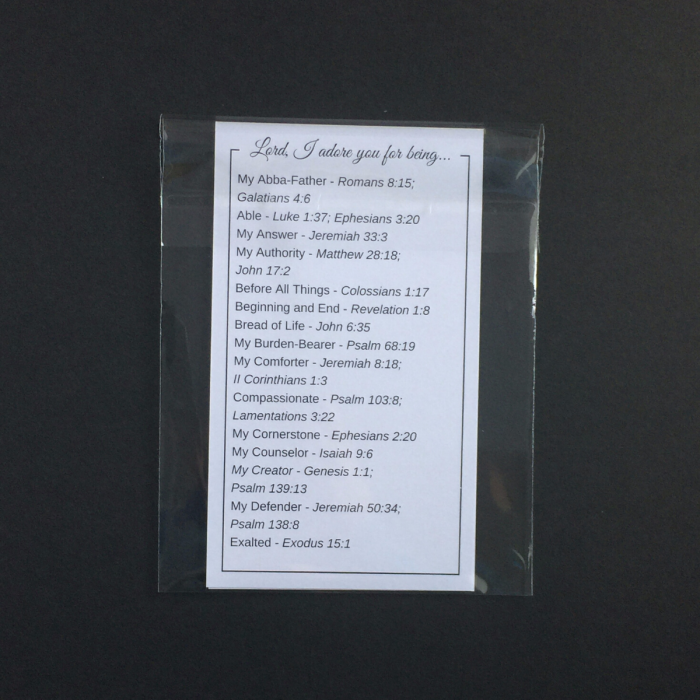 Lord, I adore you for being...
My Abba-Father - Romans 8:15;
Galatians 4:6
Able - Luke 1:37; Ephesians 3:20
My Answer - Jeremiah 33:3
My Authority - Matthew 28:18;
John 17:2
Before All Things - Colossians 1:17
Beginning and End - Revelation 1:8
Bread of Life - John 6:35
My Burden-Bearer - Psalm 68:19
My Comforter - Jeremiah 8:18;
II Corinthians 1:3
Compassionate - Psalm 103:8;
Lamentations 3:22
My Cornerstone - Ephesians 2:20
My Counselor - Isaiah 9:6
My Creator - Genesis 1:1;
Psalm 139:13
My Defender - Jeremiah 50:34;
Psalm 138:8
Exalted - Exodus 15:1